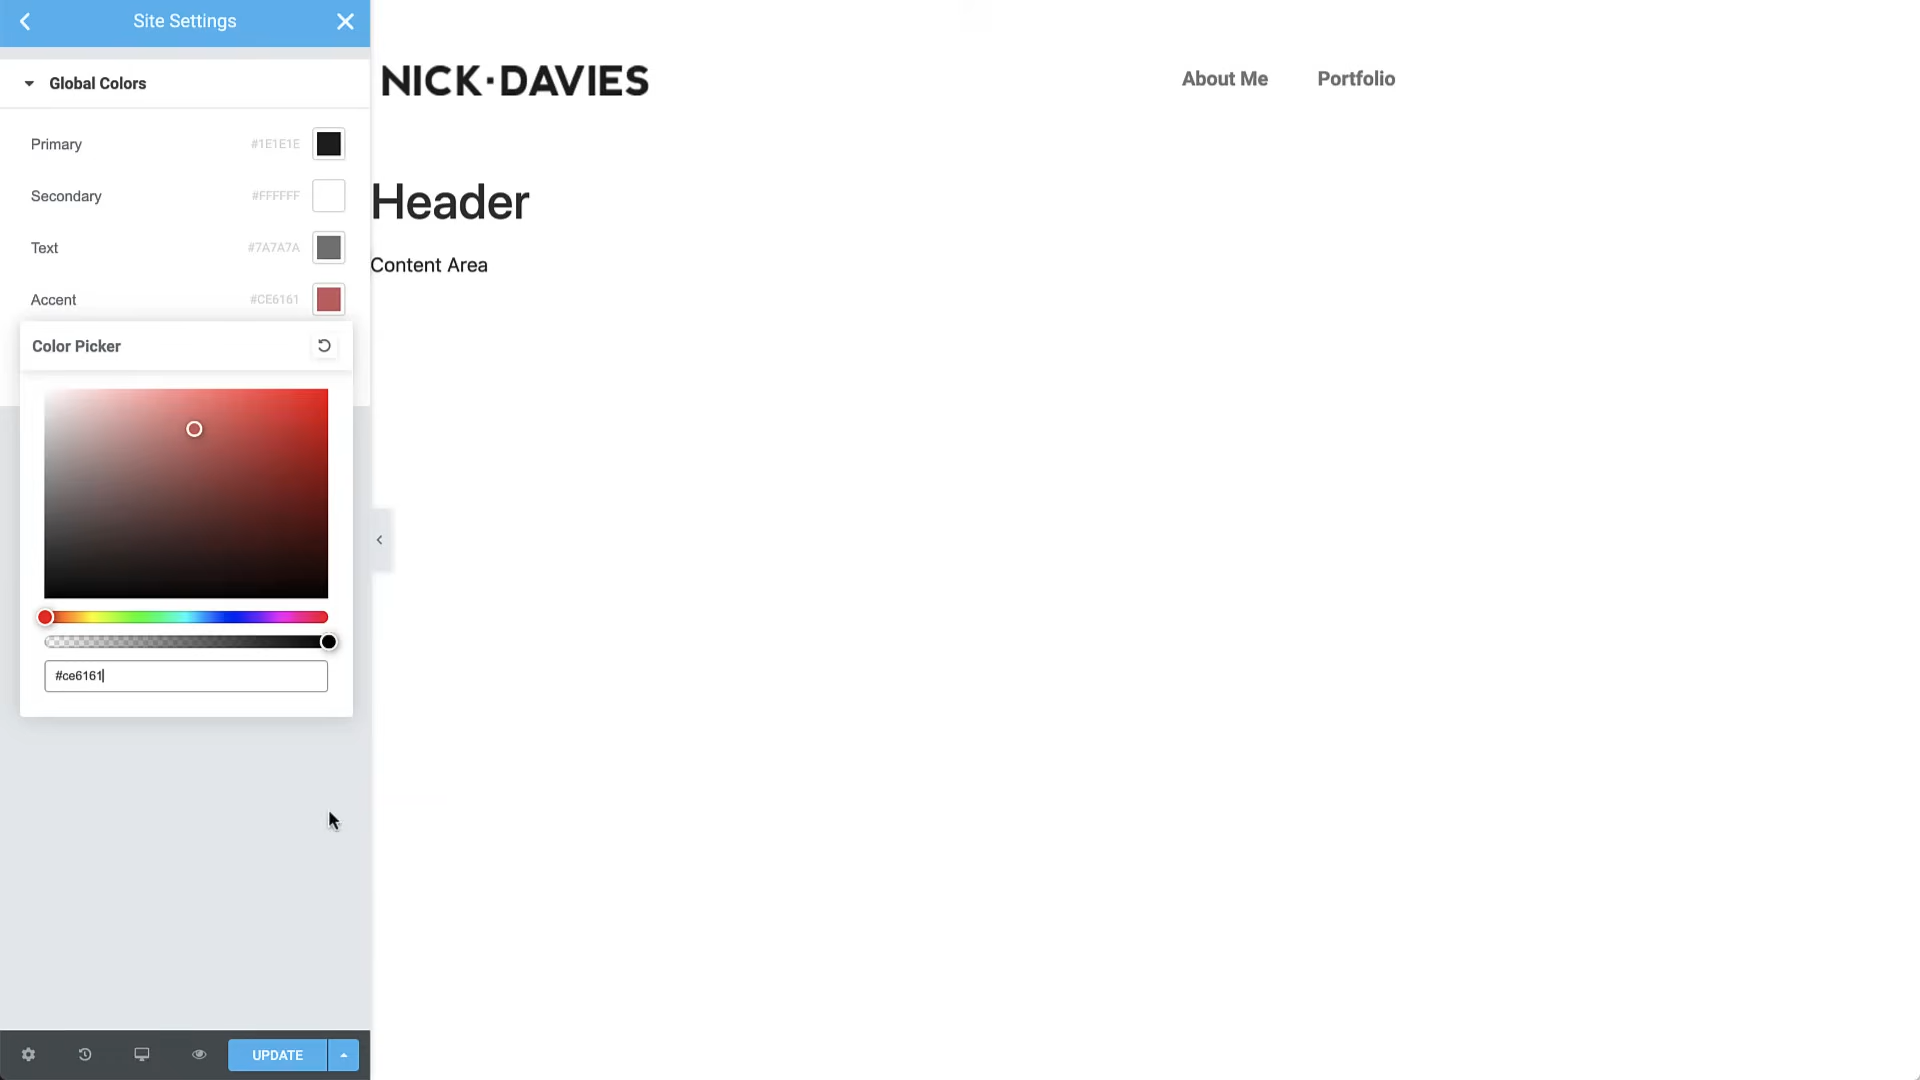 Site Settings
Global Colors
Primary #1E1E1E
Secondary #FFFFFF
Text #7A7A7A
Accent #CE6161
Color Picker
#ce6161
UPDATE
NICK·DAVIES
About Me Portfolio
Header
Content Area